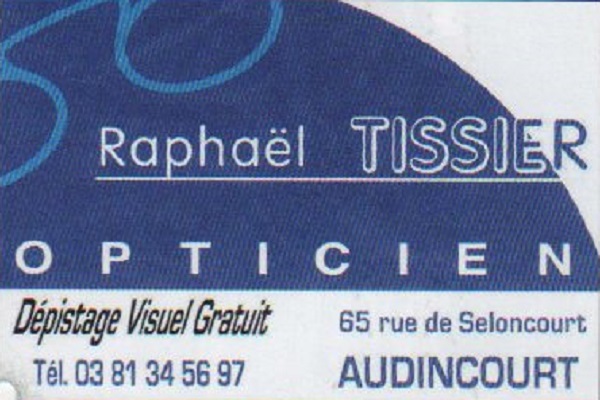 Raphaël TISSIER
OPTICIEN
Dépistage Visuel Gratuit
65 rue de Seloncourt
Tél. 03 81 34 56 97
AUDINCOURT